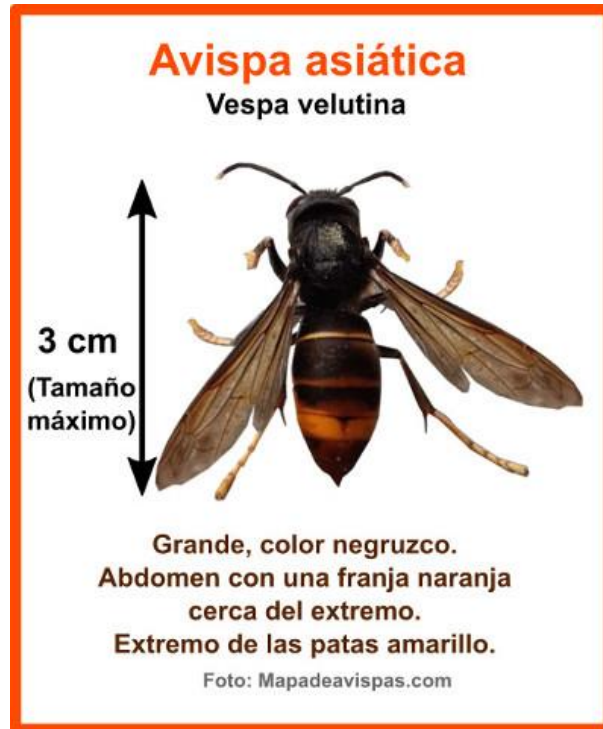 Avispa asiática
Vespa velutina
3 cm
(Tamaño
máximo)
Grande, color negruzco.
Abdomen con una franja naranja
cerca del extremo.
Extremo de las patas amarillo.
Foto: Mapadeavispas.com